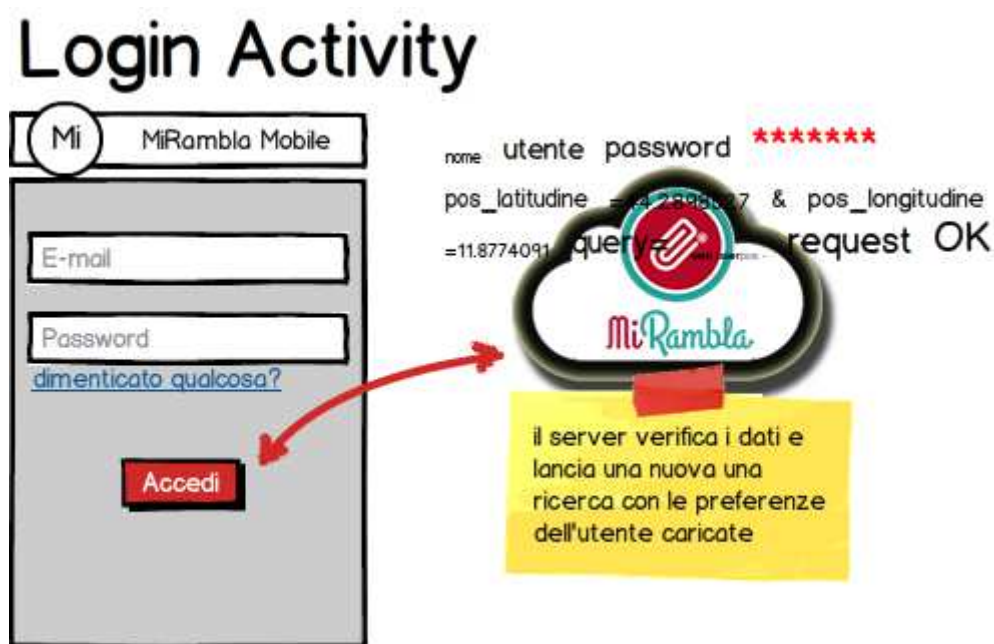 Login Activity
Mi
MiRambla Mobile
E-mail
Password
dimenticato qualcosa?
Accedi
nome utente password *******
pos_latitudine & pos_longitudine
=11.8774091 query= request OK
MiRambla
il server verifica i dati e
lancia una nuova una
ricerca con le preferenze
dell'utente caricate